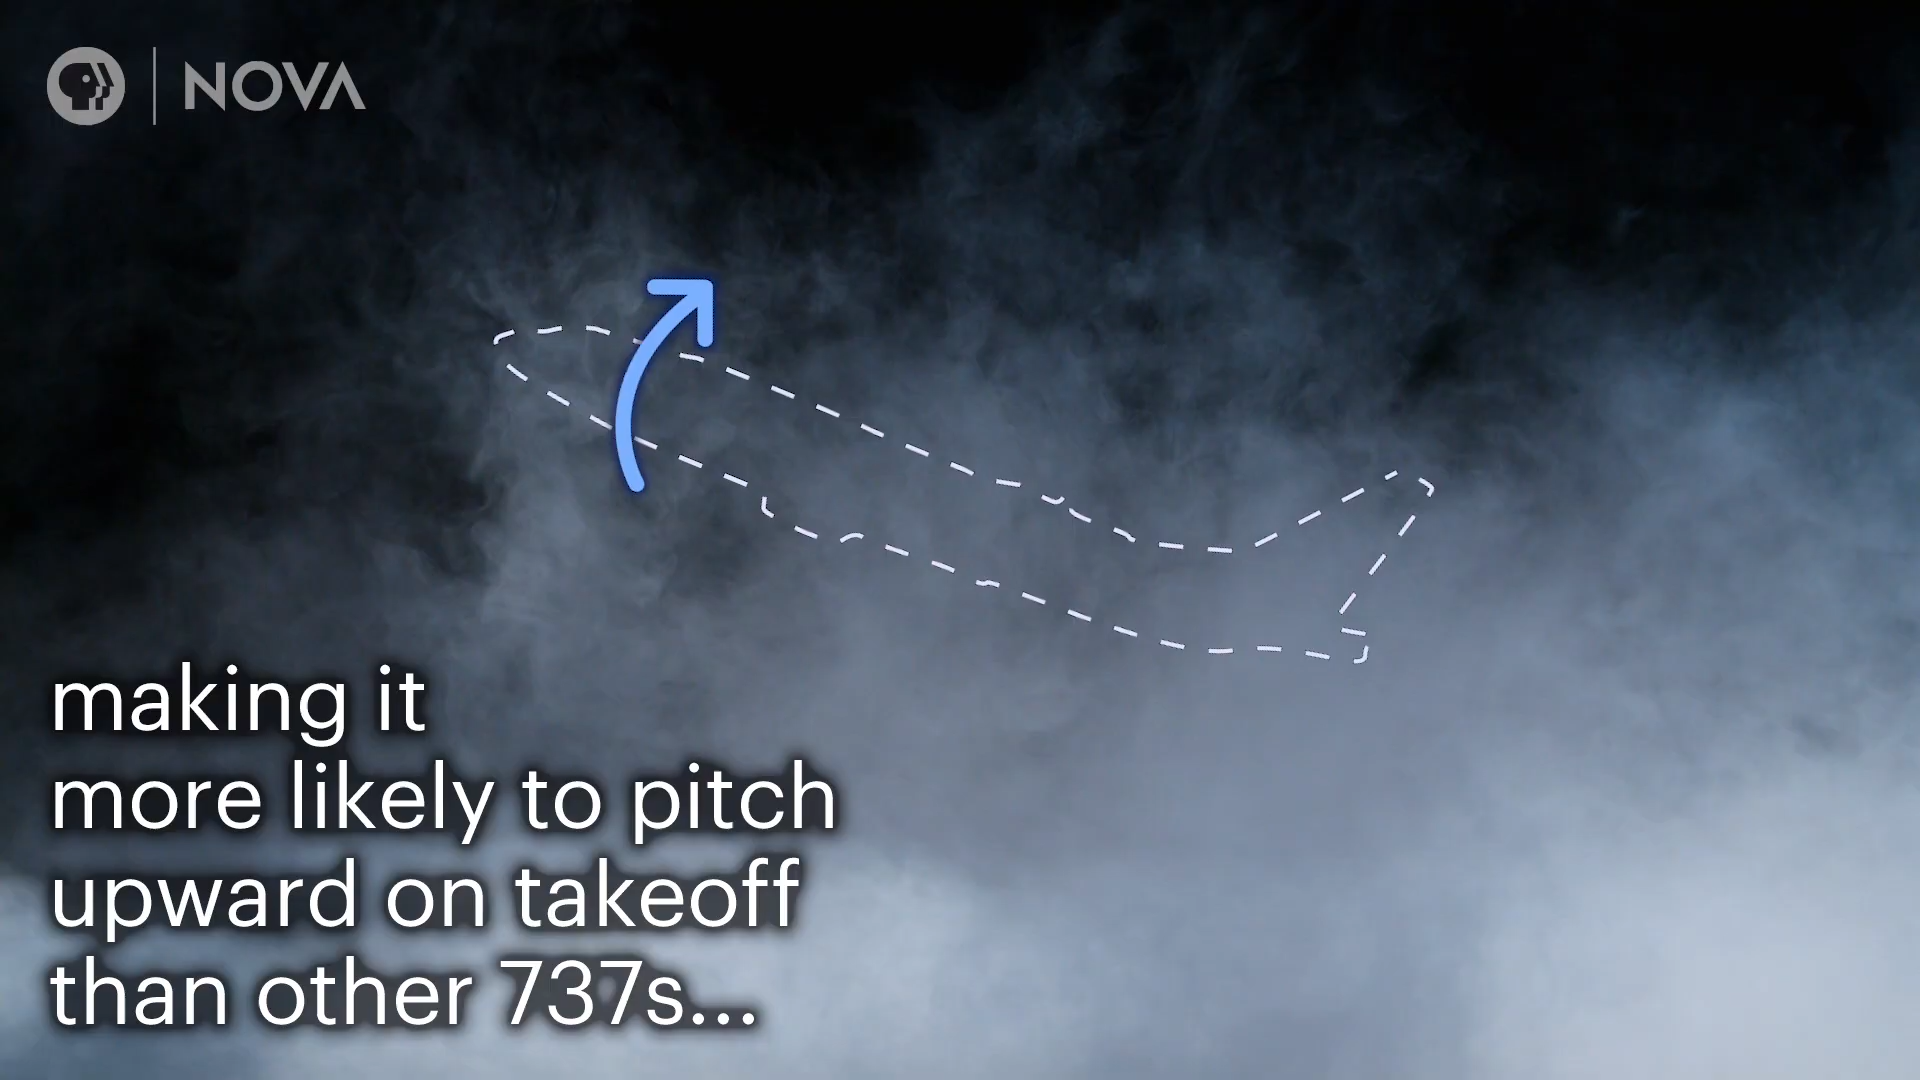 NOVA
making it
more likely to pitch
upward on takeoff
than other 737s...